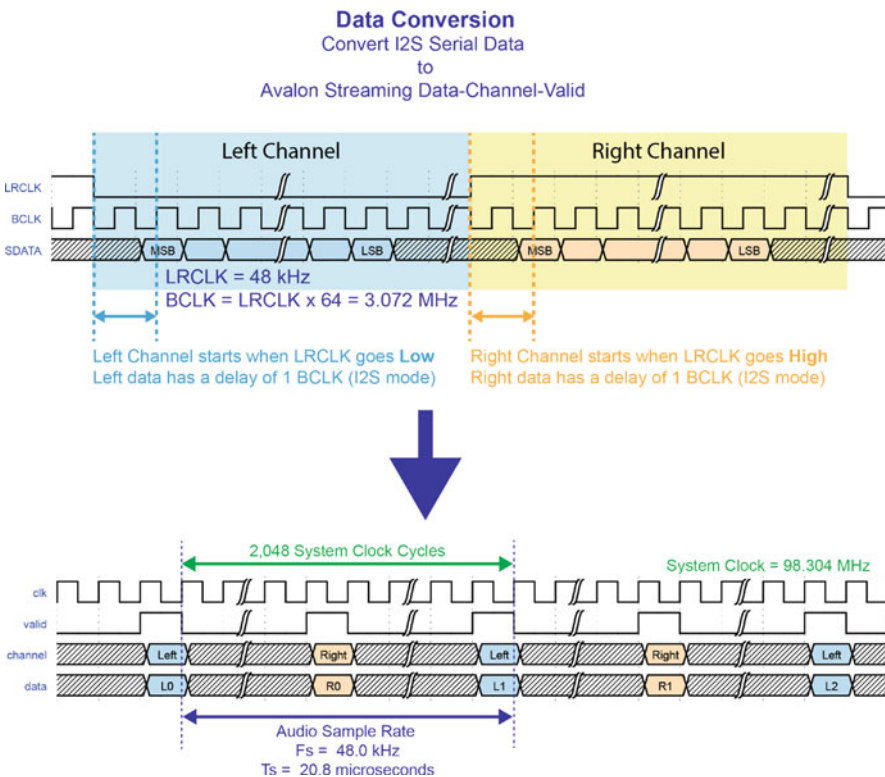 Data Conversion
Convert I2S Serial Data
to
Avalon Streaming Data-Channel-Valid
Left Channel
Right Channel
LRCLK
BCLK
SDATA
MSB
LSB
MSB
LSB
LRCLK = 48 kHz
BCLK = LRCLK x 64 = 3.072 MHz
Left Channel starts when LRCLK goes Low
Left data has a delay of 1 BCLK (I2S mode)
Right Channel starts when LRCLK goes High
Right data has a delay of 1 BCLK (I2S mode)
2,048 System Clock Cycles
System Clock = 98.304 MHz
clk
valid
channel
Left
Right
Left
Right
Left
data
L0
R0
L1
R1
L2
Audio Sample Rate
Fs = 48.0 kHz
Ts = 20.8 microseconds